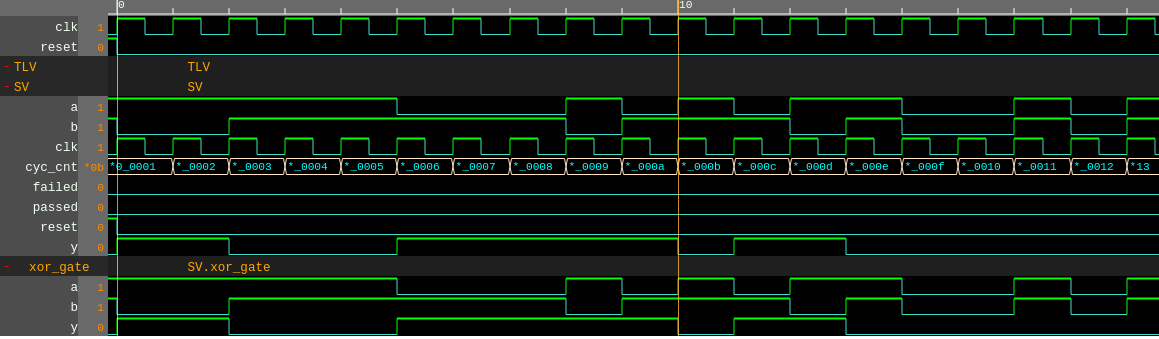 0 10
clk 1
reset 0
- TLV TLV
- SV SV
a 1
b 1
clk 1
cyc_cnt *0b *0_0001 *_0002 *_0003 *_0004 *_0005 *_0006 *_0007 *_0008 *_0009 *_000a *_000b *_000c *_000d *_000e *_000f *_0010 *_0011 *_0012 *13
failed 0
passed 0
reset 0
y 0
- xor_gate SV.xor_gate
a 1
b 1
y 0